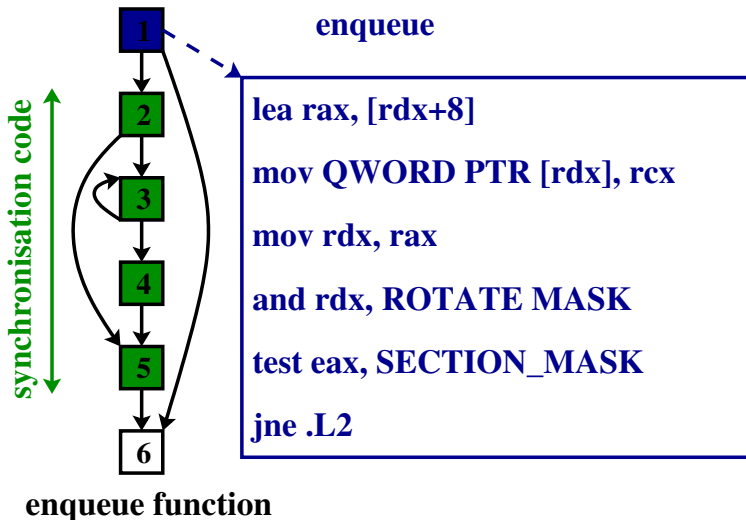 enqueue
1
2
3
4
5
6
synchronisation code
lea rax, [rdx+8]
mov QWORD PTR [rdx], rcx
mov rdx, rax
and rdx, ROTATE MASK
test eax, SECTION_MASK
jne .L2
enqueue function